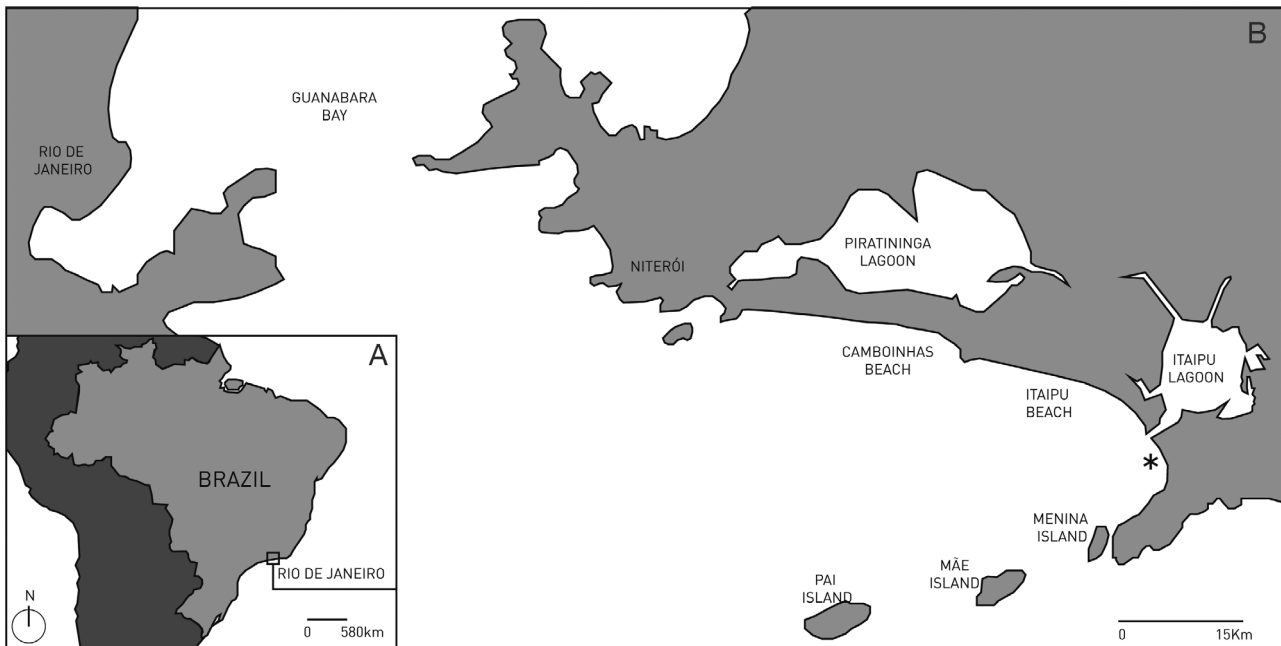 B
GUANABARA
BAY
RIO DE
JANEIRO
PIRATININGA
LAGOON
NITERÓI
CAMBOINHAS
BEACH
ITAIPU
LAGOON
ITAIPU
BEACH
*
MENINA
ISLAND
MÃE
ISLAND
PAI
ISLAND
0 15Km
A
BRAZIL
RIO DE JANEIRO
N
0 580km